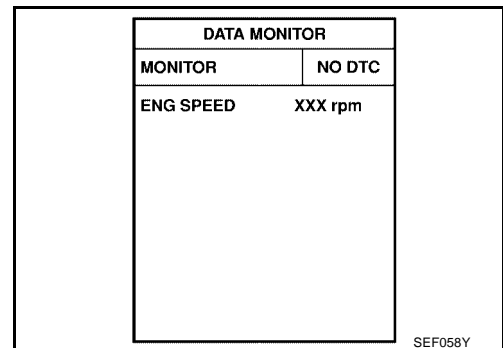 DATA MONITOR
MONITOR NO DTC
ENG SPEED XXX rpm
SEF058Y